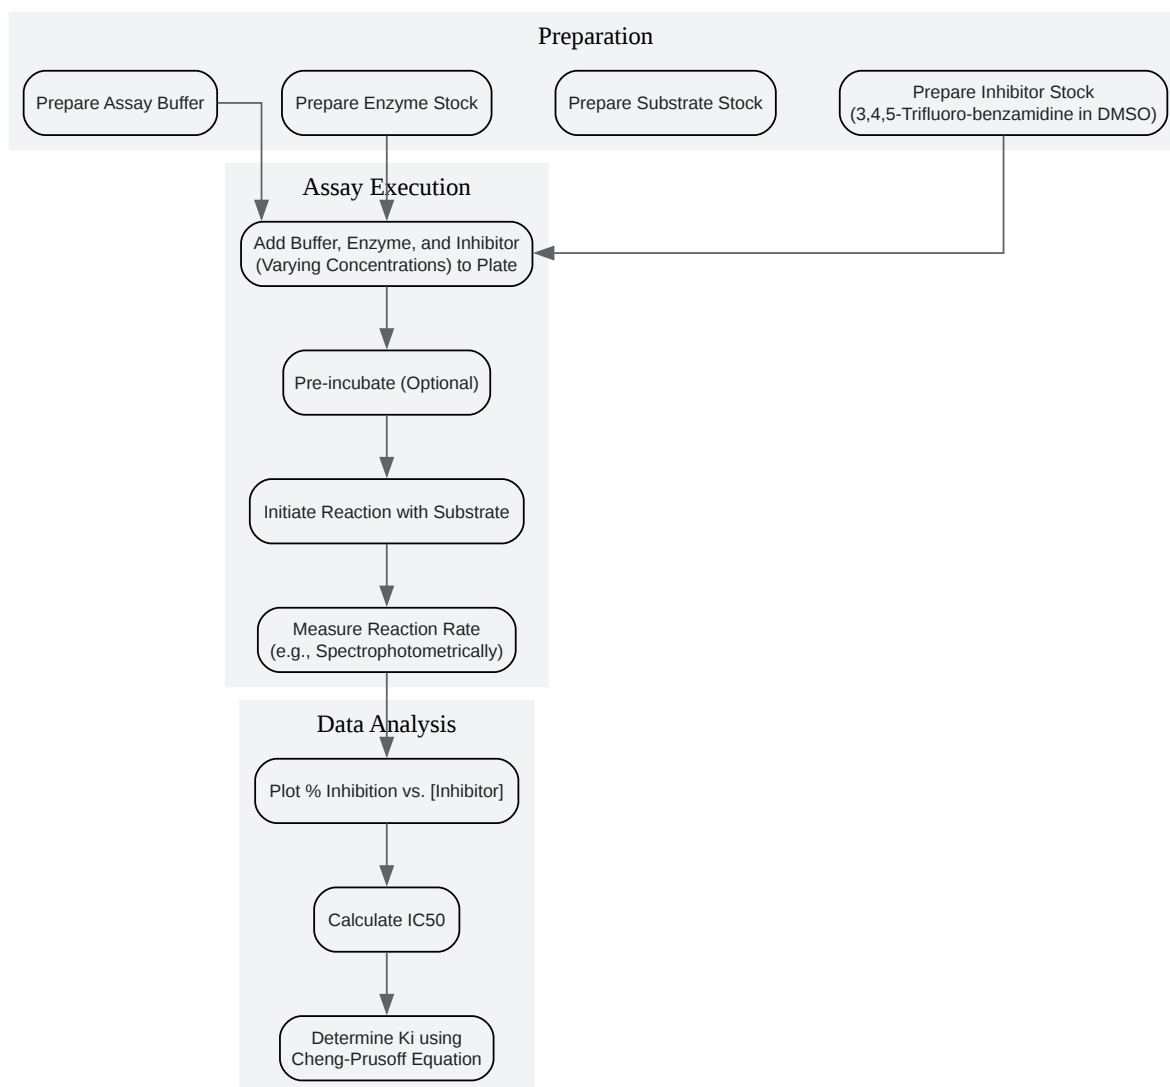 Preparation
Prepare Assay Buffer
Prepare Enzyme Stock
Prepare Substrate Stock
Prepare Inhibitor Stock
(3,4,5-Trifluoro-benzamidine in DMSO)
Assay Execution
Add Buffer, Enzyme, and Inhibitor
(Varying Concentrations) to Plate
Pre-incubate (Optional)
Initiate Reaction with Substrate
Measure Reaction Rate
(e.g., Spectrophotometrically)
Data Analysis
Plot % Inhibition vs. [Inhibitor]
Calculate IC50
Determine Ki using
Cheng-Prusoff Equation